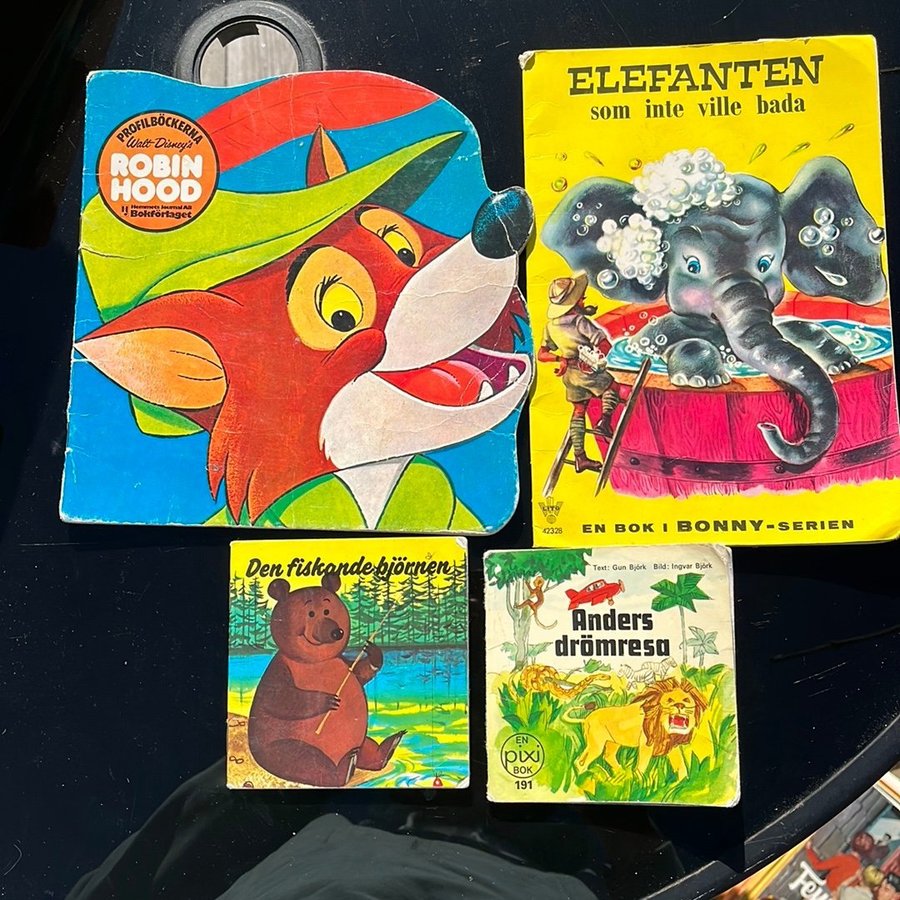 PROFILBÖCKERNA
Walt Disney's
ROBIN
HOOD
Hemmets Journal AB
Bokförlaget
ELEFANTEN
som inte ville bada
LITO
42328
EN BOK I BONNY-SERIEN
Den fiskande björnen
Text: Gun Björk Bild: Ingvar Björk
Anders
drömresa
EN
pixi
BOK
191